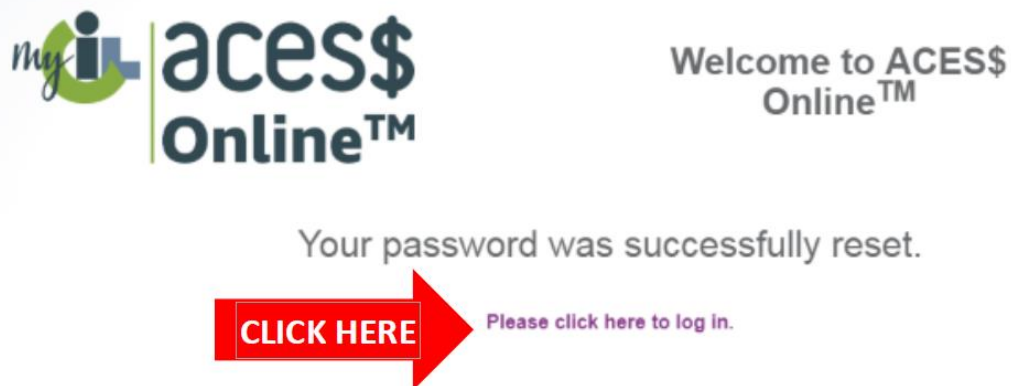 my CIL
aces$
Online™
Welcome to ACES$
Online™
Your password was successfully reset.
CLICK HERE
Please click here to log in.